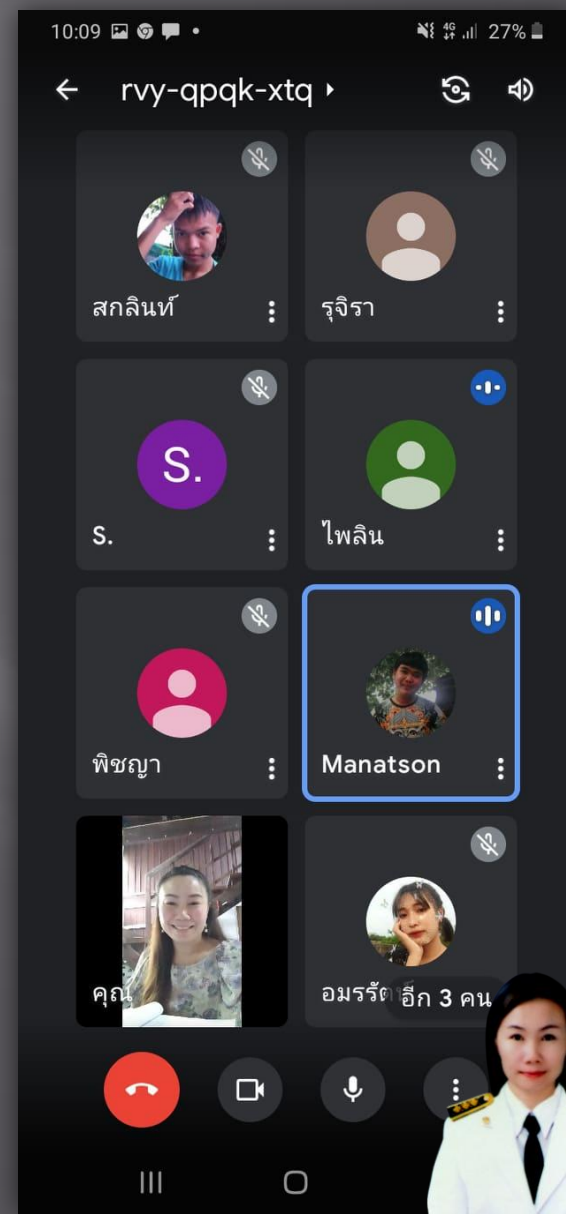 10:09 4G 27%
rvy-qpqk-xtq
สกลินท์ รุจิรา
S.
S. ไพลิน
พิชญา Manatson
คุณ อมรรัตน์ อีก 3 คน